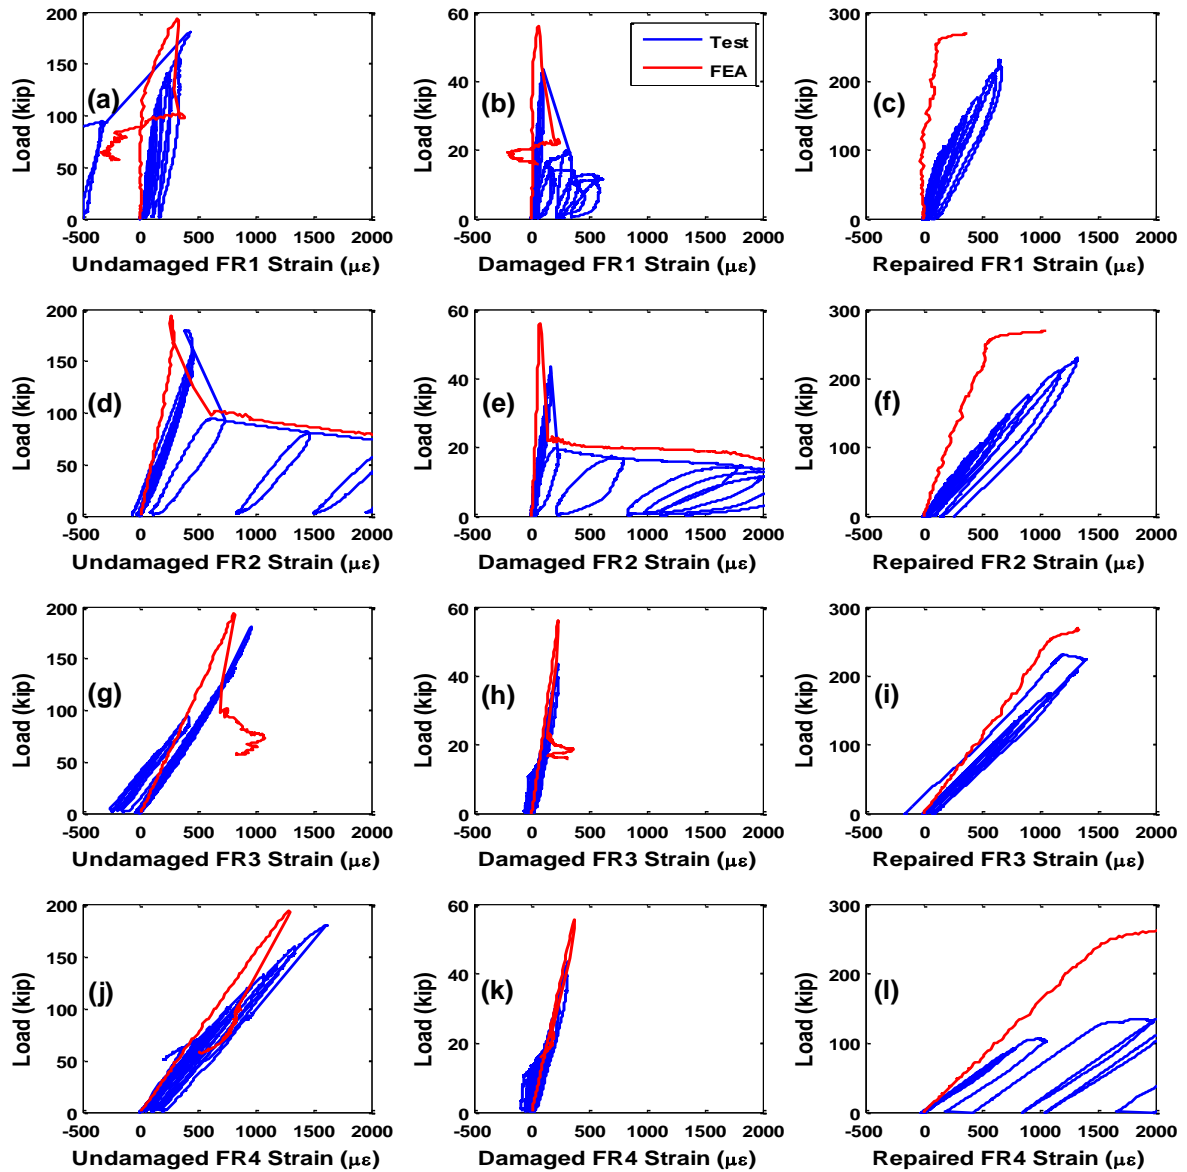 200
150
100
50
0
Load (kip)
(a)
-500 0 500 1000 1500 2000
Undamaged FR1 Strain (με)
60
40
20
0
Load (kip)
(b)
Test
FEA
-500 0 500 1000 1500 2000
Damaged FR1 Strain (με)
300
200
100
0
Load (kip)
(c)
-500 0 500 1000 1500 2000
Repaired FR1 Strain (με)
200
150
100
50
0
Load (kip)
(d)
-500 0 500 1000 1500 2000
Undamaged FR2 Strain (με)
60
40
20
0
Load (kip)
(e)
-500 0 500 1000 1500 2000
Damaged FR2 Strain (με)
300
200
100
0
Load (kip)
(f)
-500 0 500 1000 1500 2000
Repaired FR2 Strain (με)
200
150
100
50
0
Load (kip)
(g)
-500 0 500 1000 1500 2000
Undamaged FR3 Strain (με)
60
40
20
0
Load (kip)
(h)
-500 0 500 1000 1500 2000
Damaged FR3 Strain (με)
300
200
100
0
Load (kip)
(i)
-500 0 500 1000 1500 2000
Repaired FR3 Strain (με)
200
150
100
50
0
Load (kip)
(j)
-500 0 500 1000 1500 2000
Undamaged FR4 Strain (με)
60
40
20
0
Load (kip)
(k)
-500 0 500 1000 1500 2000
Damaged FR4 Strain (με)
300
200
100
0
Load (kip)
(l)
-500 0 500 1000 1500 2000
Repaired FR4 Strain (με)